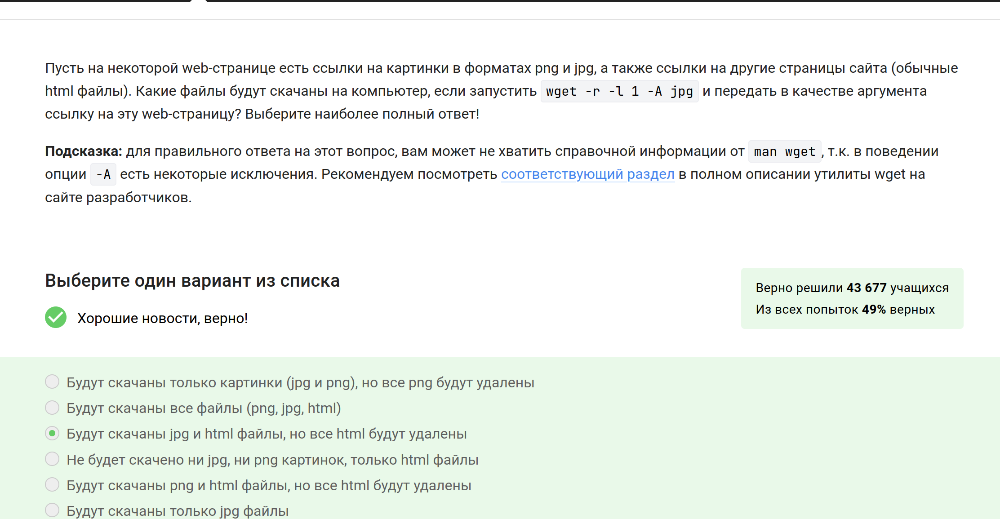 Пусть на некоторой web-странице есть ссылки на картинки в форматах png и jpg, а также ссылки на другие страницы сайта (обычные
html файлы). Какие файлы будут скачаны на компьютер, если запустить wget -r -l 1 -A jpg и передать в качестве аргумента
ссылку на эту web-страницу? Выберите наиболее полный ответ!
Подсказка: для правильного ответа на этот вопрос, вам может не хватить справочной информации от man wget, т.к. в поведении
опции -A есть некоторые исключения. Рекомендуем посмотреть соответствующий раздел в полном описании утилиты wget на
сайте разработчиков.
Выберите один вариант из списка
Хорошие новости, верно!
Верно решили 43 677 учащихся
Из всех попыток 49% верных
Будут скачаны только картинки (jpg и png), но все png будут удалены
Будут скачаны все файлы (png, jpg, html)
Будут скачаны jpg и html файлы, но все html будут удалены
Не будет скачено ни jpg, ни png картинок, только html файлы
Будут скачаны png и html файлы, но все html будут удалены
Будут скачаны только jpg файлы